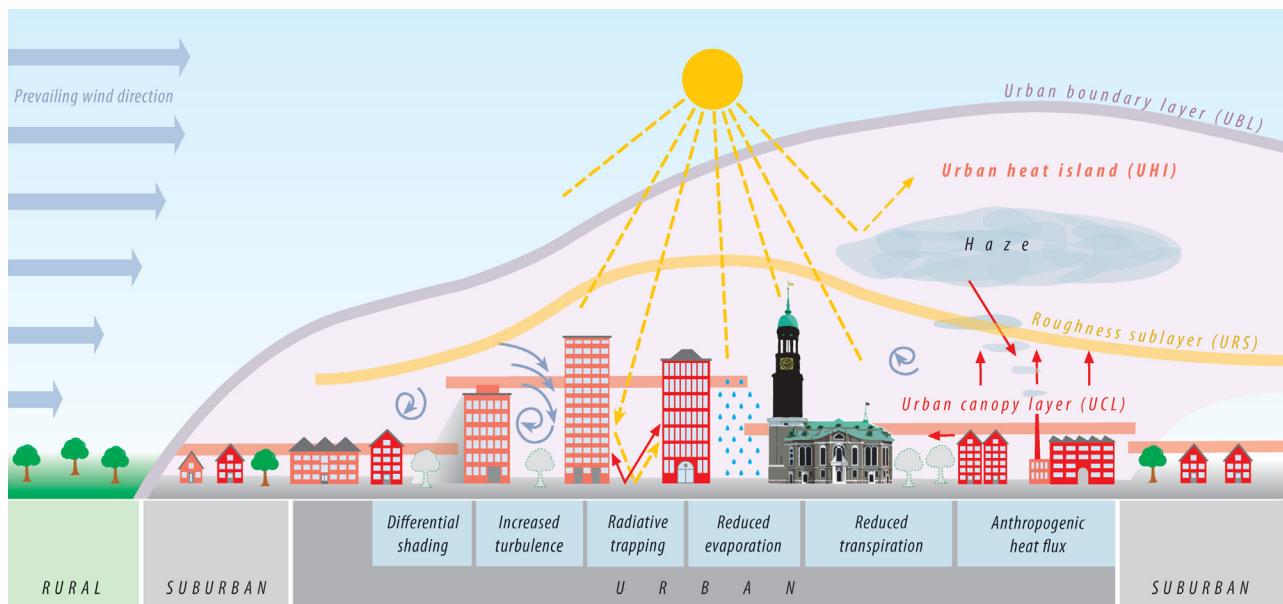 Prevailing wind direction
Urban boundary layer (UBL)
Urban heat island (UHI)
Haze
Roughness sublayer (URS)
Urban canopy layer (UCL)
Differential
shading
Increased
turbulence
Radiative
trapping
Reduced
evaporation
Reduced
transpiration
Anthropogenic
heat flux
RURAL
SUBURBAN
URBAN
SUBURBAN